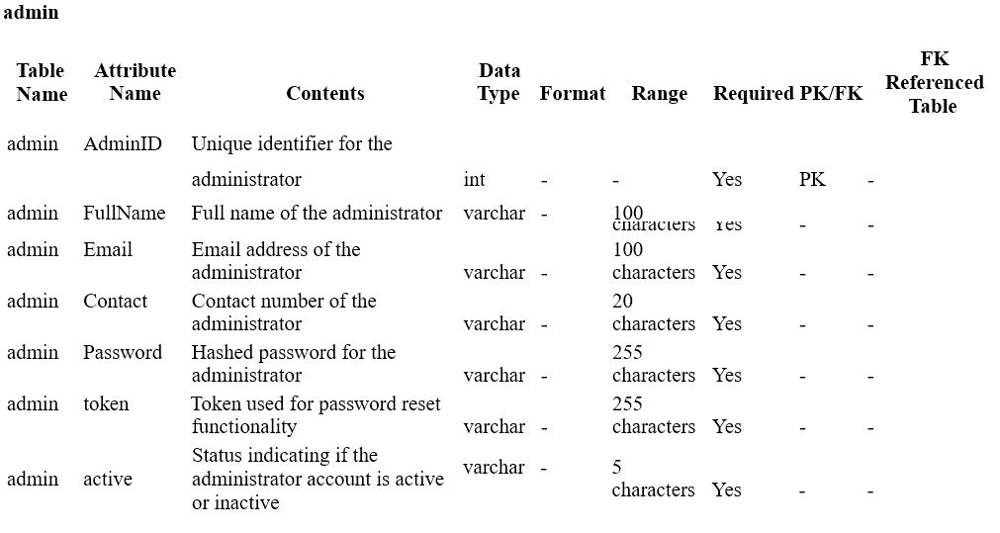 admin
Table Name Attribute Name Contents Data Type Format Range Required PK/FK FK Referenced Table
admin AdminID Unique identifier for the
administrator int - - Yes PK -
admin FullName Full name of the administrator varchar - 100
characters Yes - -
admin Email Email address of the 100
administrator varchar - characters Yes - -
admin Contact Contact number of the 20
administrator varchar - characters Yes - -
admin Password Hashed password for the 255
administrator varchar - characters Yes - -
admin token Token used for password reset 255
functionality varchar - characters Yes - -
Status indicating if the
varchar - 5
admin active administrator account is active
characters Yes - -
or inactive